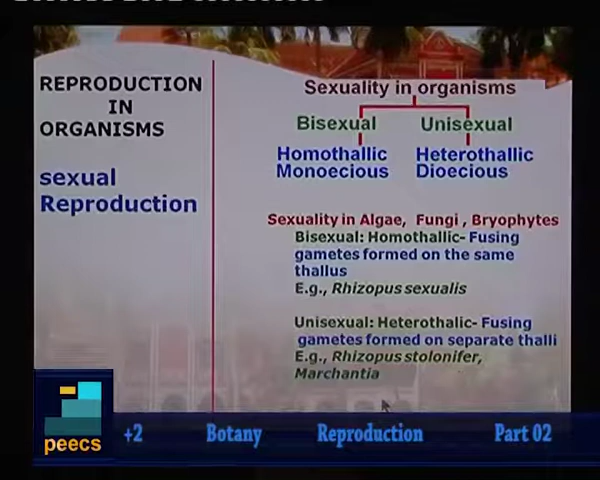 REPRODUCTION
IN
ORGANISMS
sexual
Reproduction
Sexuality in organisms
Bisexual Unisexual
Homothallic Heterothallic
Monoecious Dioecious
Sexuality in Algae, Fungi , Bryophytes
Bisexual: Homothallic- Fusing
gametes formed on the same
thallus
E.g., Rhizopus sexualis
Unisexual: Heterothalic- Fusing
gametes formed on separate thalli
E.g., Rhizopus stolonifer,
Marchantia
peecs
+2 Botany Reproduction Part 02